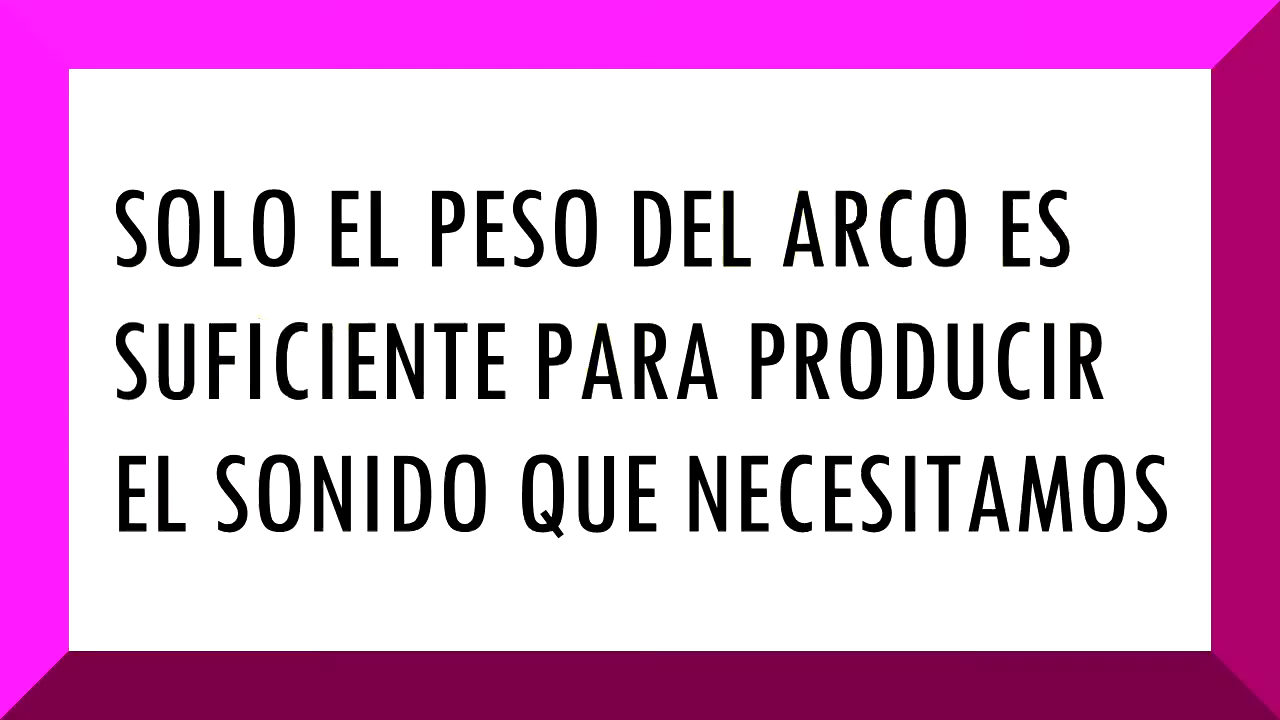 SOLO EL PESO DEL ARCO ES
SUFICIENTE PARA PRODUCIR
EL SONIDO QUE NECESITAMOS